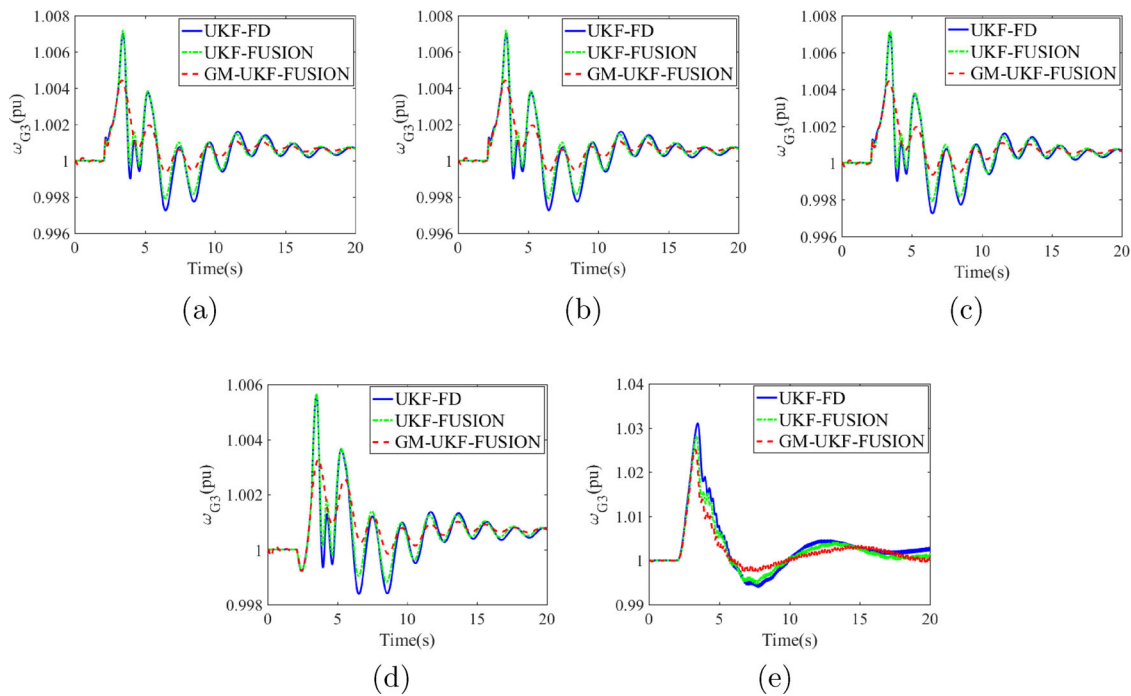 1.008
1.006
1.004
1.002
1
0.998
0.996
ω_G3(pu)
UKF-FD
UKF-FUSION
GM-UKF-FUSION
0 5 10 15 20
Time(s)
(a)
1.008
1.006
1.004
1.002
1
0.998
0.996
ω_G3(pu)
UKF-FD
UKF-FUSION
GM-UKF-FUSION
0 5 10 15 20
Time(s)
(b)
1.008
1.006
1.004
1.002
1
0.998
0.996
ω_G3(pu)
UKF-FD
UKF-FUSION
GM-UKF-FUSION
0 5 10 15 20
Time(s)
(c)
1.006
1.004
1.002
1
0.998
ω_G3(pu)
UKF-FD
UKF-FUSION
GM-UKF-FUSION
0 5 10 15 20
Time(s)
(d)
1.04
1.03
1.02
1.01
1
0.99
ω_G3(pu)
UKF-FD
UKF-FUSION
GM-UKF-FUSION
0 5 10 15 20
Time(s)
(e)